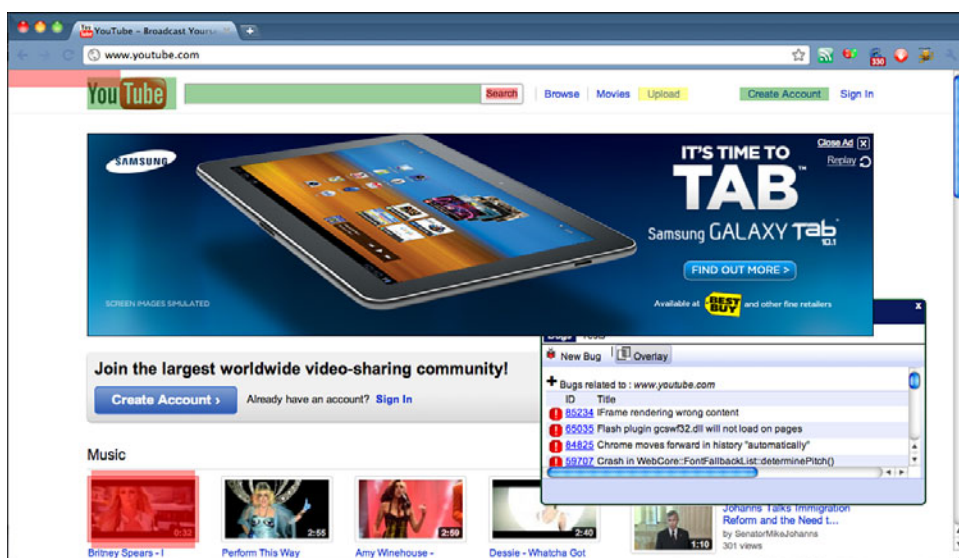 YouTube - Broadcast Yourse
www.youtube.com
330
YouTube
Search
Browse
Movies
Upload
Create Account
Sign In
SAMSUNG
IT'S TIME TO
TAB™
Samsung GALAXY Tab
10.1
FIND OUT MORE >
SCREEN IMAGES SIMULATED
Available at BEST BUY and other fine retailers
Close Ad X
Replay
x
New Bug
Overlay
Bugs related to : www.youtube.com
ID Title
85234 IFrame rendering wrong content
65035 Flash plugin gcswf32.dll will not load on pages
84825 Chrome moves forward in history "automatically"
59707 Crash in WebCore::FontFallbackList::determinePitch()
Join the largest worldwide video-sharing community!
Create Account ›
Already have an account? Sign In
Music
0:32
2:55
2:59
2:40
1:10
Britney Spears - I
Perform This Way
Amy Winehouse -
Dessie - Whatcha Got
Johanns Talks Immigration
Reform and the Need t...
by SenatorMikeJohanns
301 views